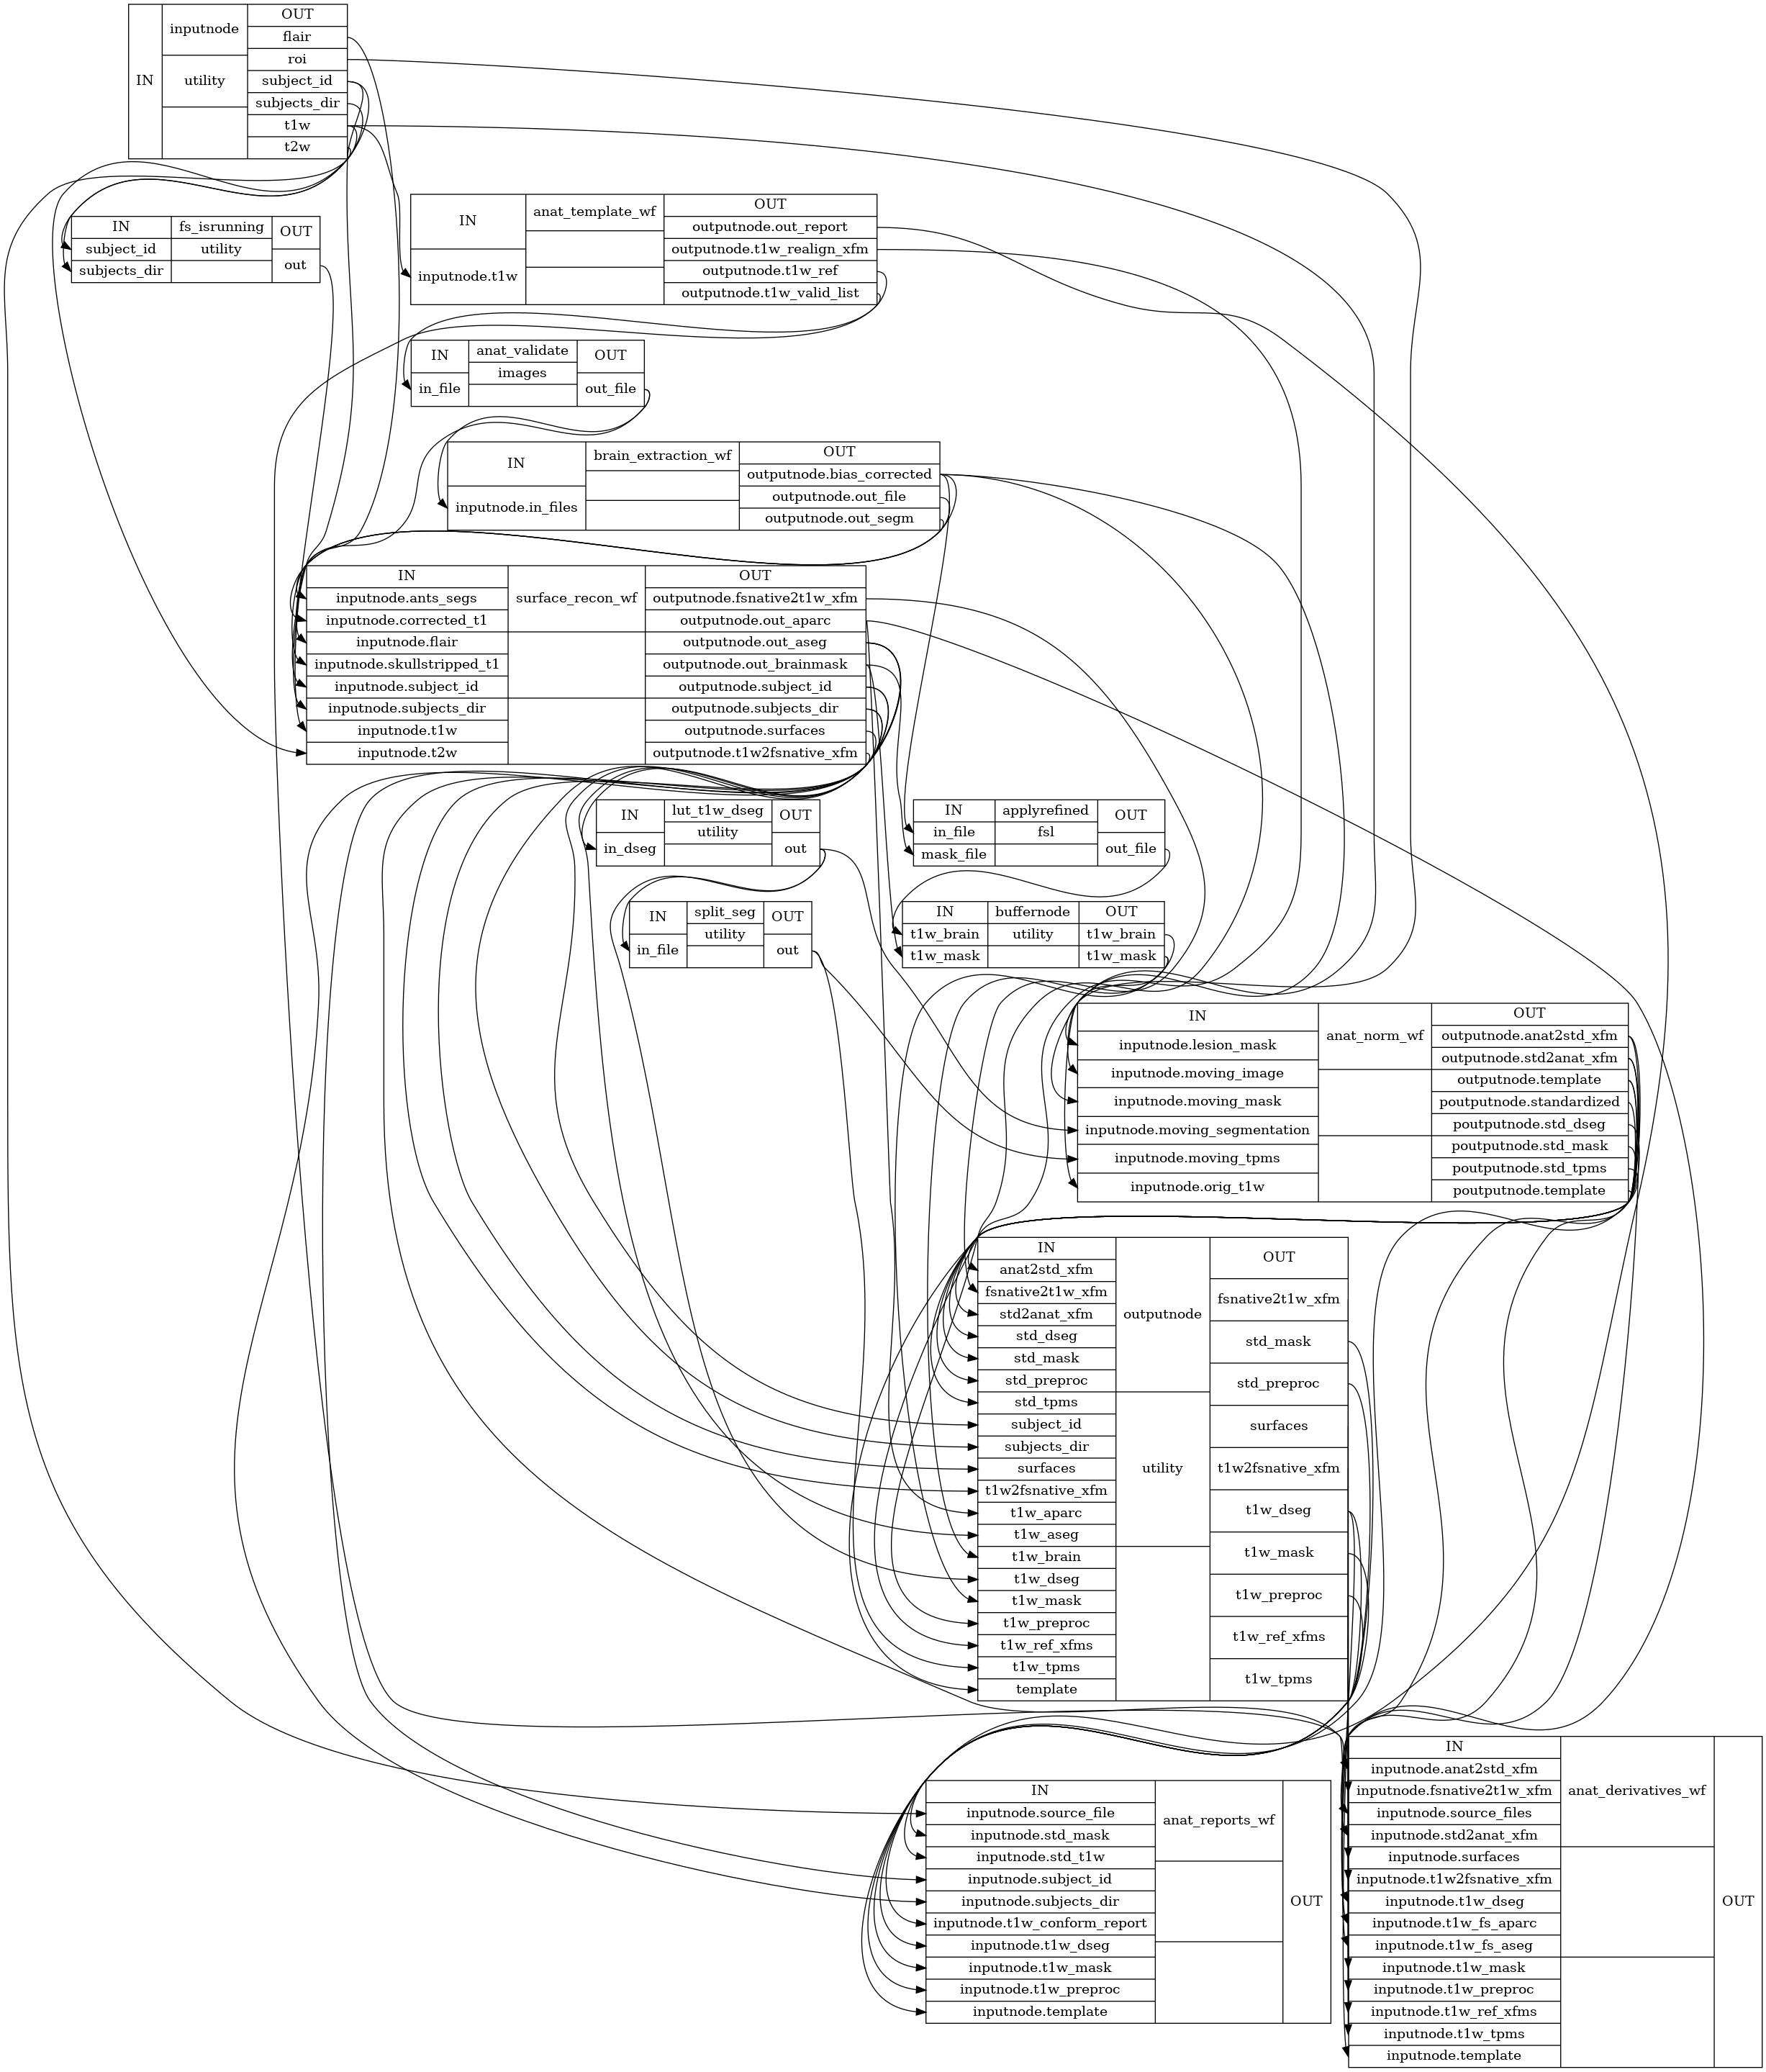 IN
inputnode
utility
OUT
flair
roi
subject_id
subjects_dir
t1w
t2w
IN
subject_id
subjects_dir
fs_isrunning
utility
OUT
out
IN
inputnode.t1w
anat_template_wf
OUT
outputnode.out_report
outputnode.t1w_realign_xfm
outputnode.t1w_ref
outputnode.t1w_valid_list
IN
in_file
anat_validate
images
OUT
out_file
IN
inputnode.in_files
brain_extraction_wf
OUT
outputnode.bias_corrected
outputnode.out_file
outputnode.out_segm
IN
inputnode.ants_segs
inputnode.corrected_t1
inputnode.flair
inputnode.skullstripped_t1
inputnode.subject_id
inputnode.subjects_dir
inputnode.t1w
inputnode.t2w
surface_recon_wf
OUT
outputnode.fsnative2t1w_xfm
outputnode.out_aparc
outputnode.out_aseg
outputnode.out_brainmask
outputnode.subject_id
outputnode.subjects_dir
outputnode.surfaces
outputnode.t1w2fsnative_xfm
IN
in_dseg
lut_t1w_dseg
utility
OUT
out
IN
in_file
mask_file
applyrefined
fsl
OUT
out_file
IN
in_file
split_seg
utility
OUT
out
IN
t1w_brain
t1w_mask
buffernode
utility
OUT
t1w_brain
t1w_mask
IN
inputnode.lesion_mask
inputnode.moving_image
inputnode.moving_mask
inputnode.moving_segmentation
inputnode.moving_tpms
inputnode.orig_t1w
anat_norm_wf
OUT
outputnode.anat2std_xfm
outputnode.std2anat_xfm
outputnode.template
poutputnode.standardized
poutputnode.std_dseg
poutputnode.std_mask
poutputnode.std_tpms
poutputnode.template
IN
anat2std_xfm
fsnative2t1w_xfm
std2anat_xfm
std_dseg
std_mask
std_preproc
std_tpms
subject_id
subjects_dir
surfaces
t1w2fsnative_xfm
t1w_aparc
t1w_aseg
t1w_brain
t1w_dseg
t1w_mask
t1w_preproc
t1w_ref_xfms
t1w_tpms
template
outputnode
utility
OUT
fsnative2t1w_xfm
std_mask
std_preproc
surfaces
t1w2fsnative_xfm
t1w_dseg
t1w_mask
t1w_preproc
t1w_ref_xfms
t1w_tpms
IN
inputnode.source_file
inputnode.std_mask
inputnode.std_t1w
inputnode.subject_id
inputnode.subjects_dir
inputnode.t1w_conform_report
inputnode.t1w_dseg
inputnode.t1w_mask
inputnode.t1w_preproc
inputnode.template
anat_reports_wf
OUT
IN
inputnode.anat2std_xfm
inputnode.fsnative2t1w_xfm
inputnode.source_files
inputnode.std2anat_xfm
inputnode.surfaces
inputnode.t1w2fsnative_xfm
inputnode.t1w_dseg
inputnode.t1w_fs_aparc
inputnode.t1w_fs_aseg
inputnode.t1w_mask
inputnode.t1w_preproc
inputnode.t1w_ref_xfms
inputnode.t1w_tpms
inputnode.template
anat_derivatives_wf
OUT